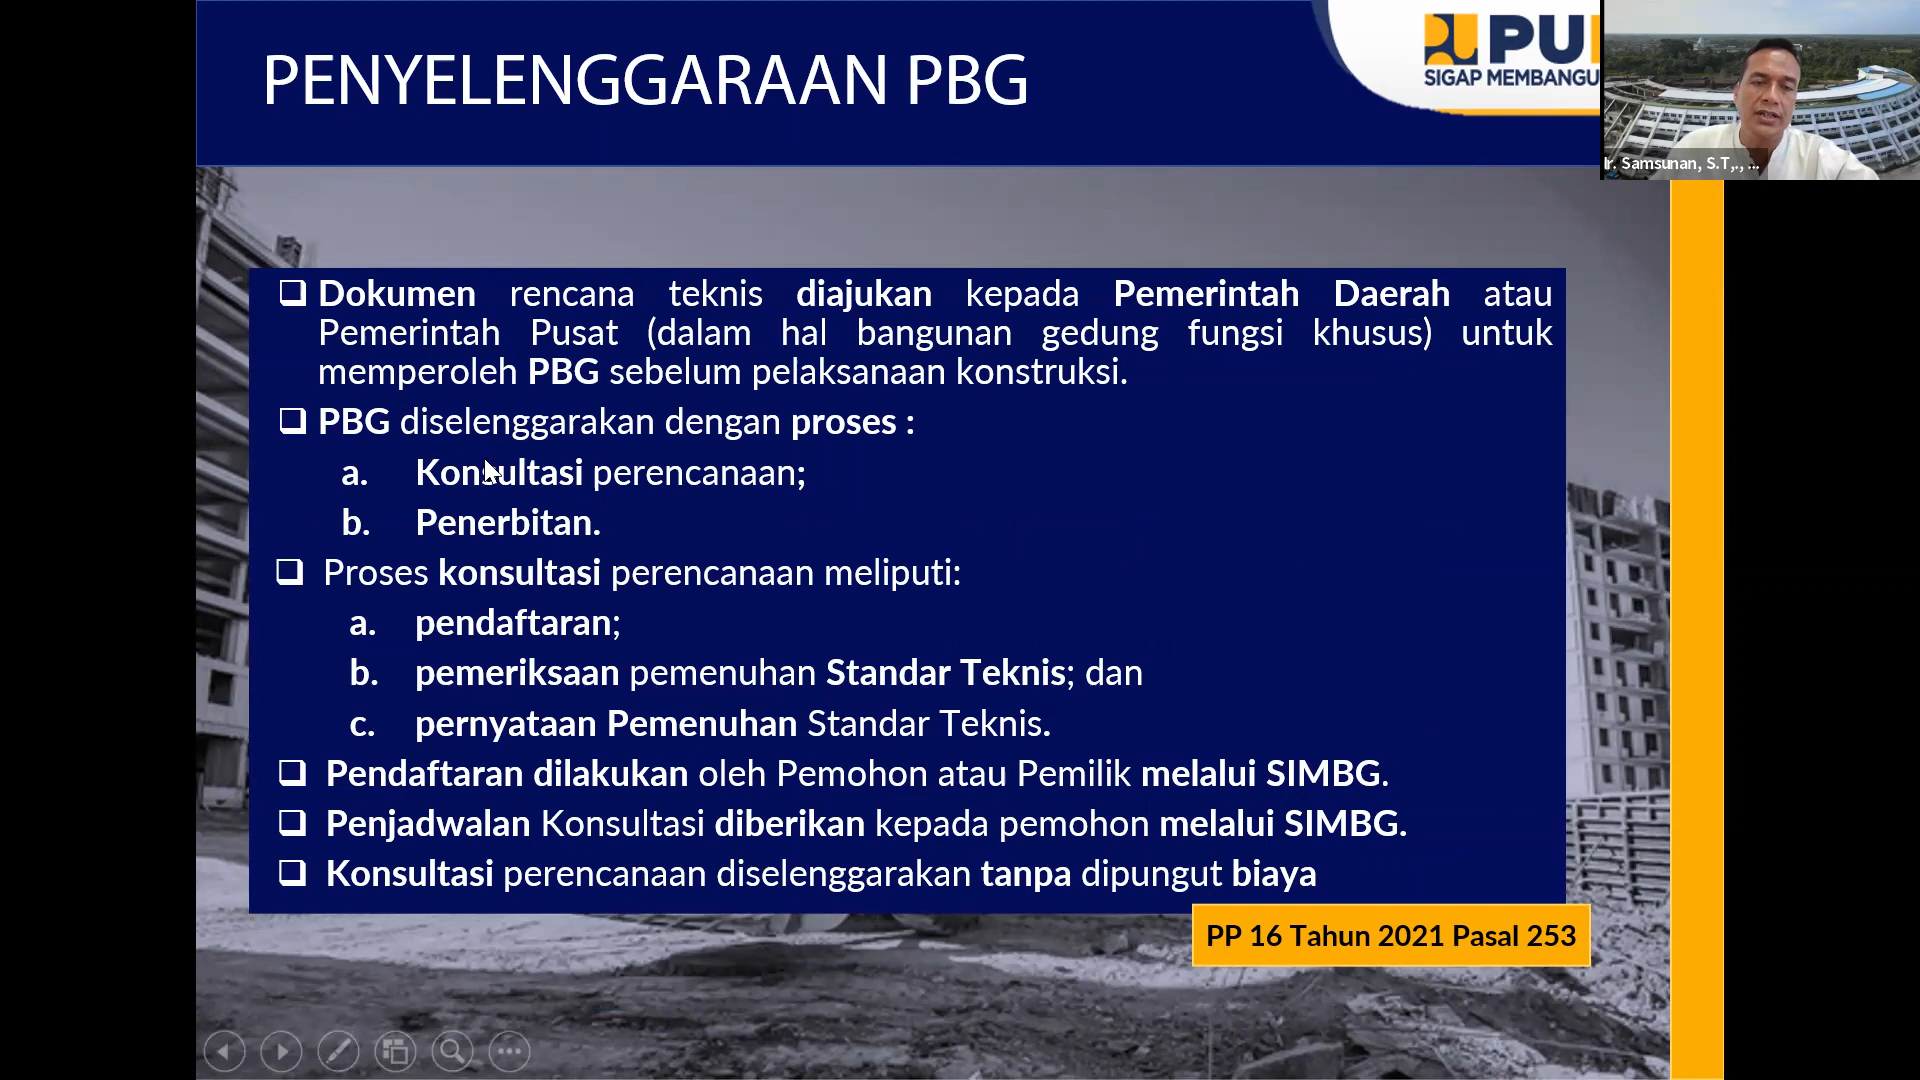 PENYELENGGARAAN PBG
PU
SIGAP MEMBANGU
Ir. Samsunan, S.T,., ...
❑ Dokumen rencana teknis diajukan kepada Pemerintah Daerah atau
Pemerintah Pusat (dalam hal bangunan gedung fungsi khusus) untuk
memperoleh PBG sebelum pelaksanaan konstruksi.
❑ PBG diselenggarakan dengan proses :
a. Konsultasi perencanaan;
b. Penerbitan.
❑ Proses konsultasi perencanaan meliputi:
a. pendaftaran;
b. pemeriksaan pemenuhan Standar Teknis; dan
c. pernyataan Pemenuhan Standar Teknis.
❑ Pendaftaran dilakukan oleh Pemohon atau Pemilik melalui SIMBG.
❑ Penjadwalan Konsultasi diberikan kepada pemohon melalui SIMBG.
❑ Konsultasi perencanaan diselenggarakan tanpa dipungut biaya
PP 16 Tahun 2021 Pasal 253